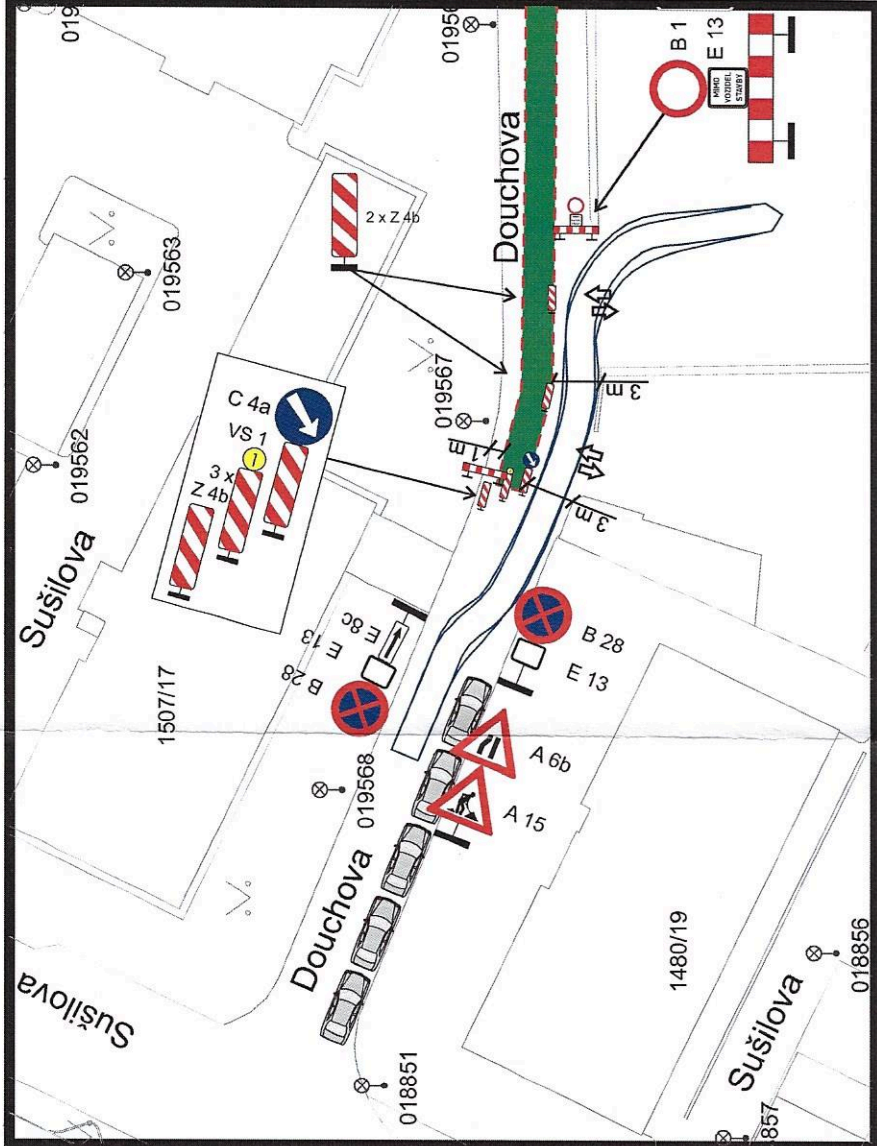 019
01956
B 1
E 13
MIMO
VOZIDEL
STAVBY
Douchova
2 x Z 4b
019563
019567
C 4a
VS 1
1
3 x
Z 4b
1 m
3 m
3 m
019562
Sušilova
1507/17
B 28
E 13
E 8c
B 28
E 13
A 6b
A 15
019568
Douchova
Sušilova
018851
1480/19
Sušilova
018856
857